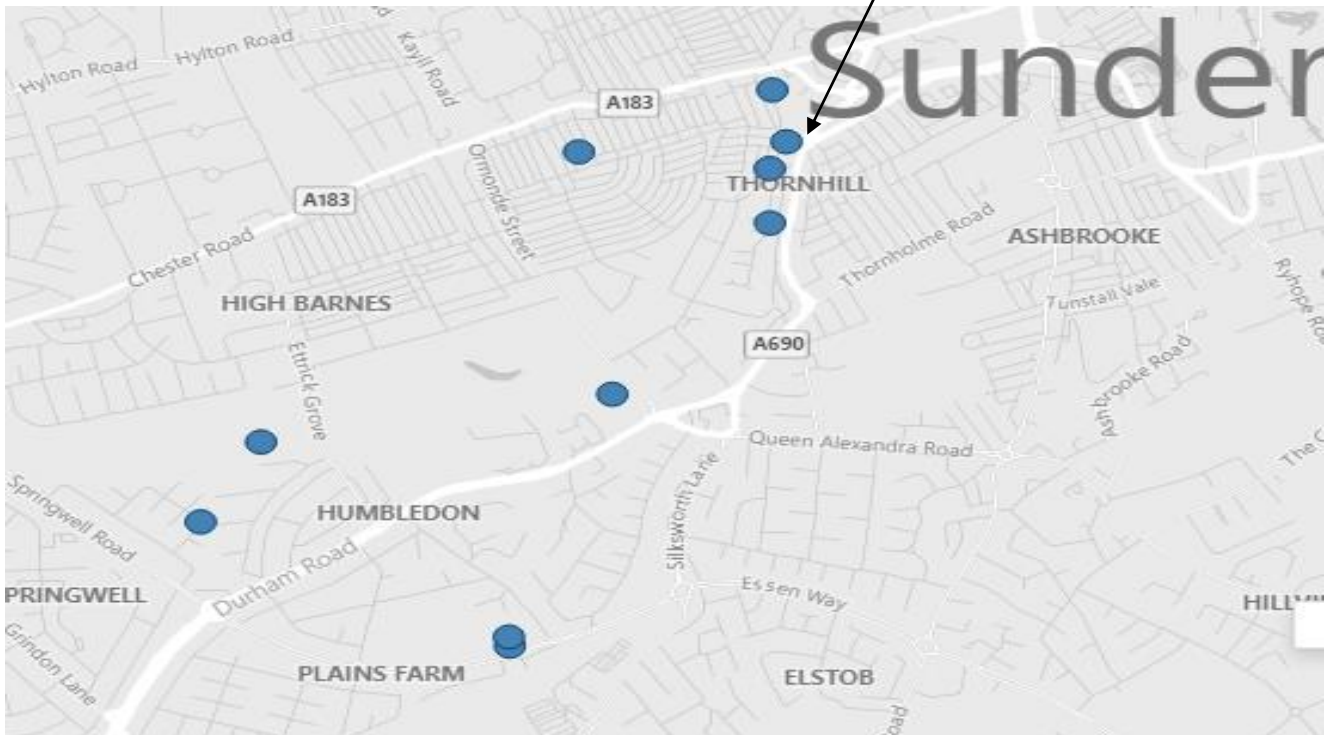 Sunder
Hylton Road
Hylton Road
Kayll Road
A183
A183
Ormonde Street
THORNHILL
Thornholme Road
ASHBROOKE
Chester Road
HIGH BARNES
Tunstall Vale
Ryhope Ro
A690
Ettrick Grove
Ashbrooke Road
Queen Alexandra Road
The C
Springwell Road
HUMBLEDON
Silksworth Lane
Durham Road
Essen Way
PRINGWELL
Grindon Lane
PLAINS FARM
ELSTOB
oad